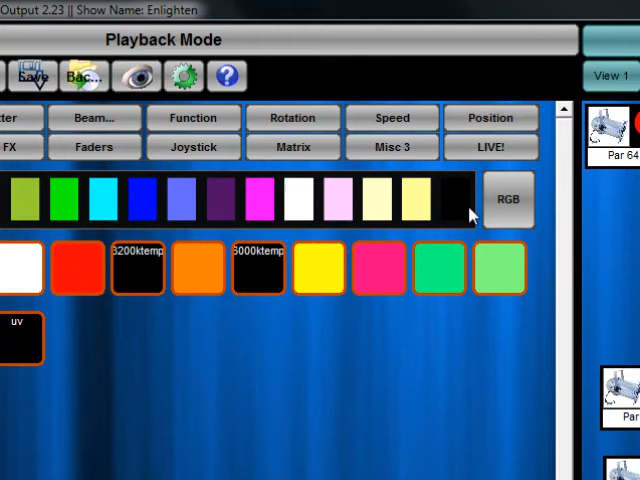 Output 2.23 || Show Name: Enlighten
Playback Mode
Save
Bac...
View 1
Beam...
Function
Rotation
Speed
Position
FX
Faders
Joystick
Matrix
Misc 3
LIVE!
Par 64
RGB
3200ktemp
6000ktemp
uv
Par